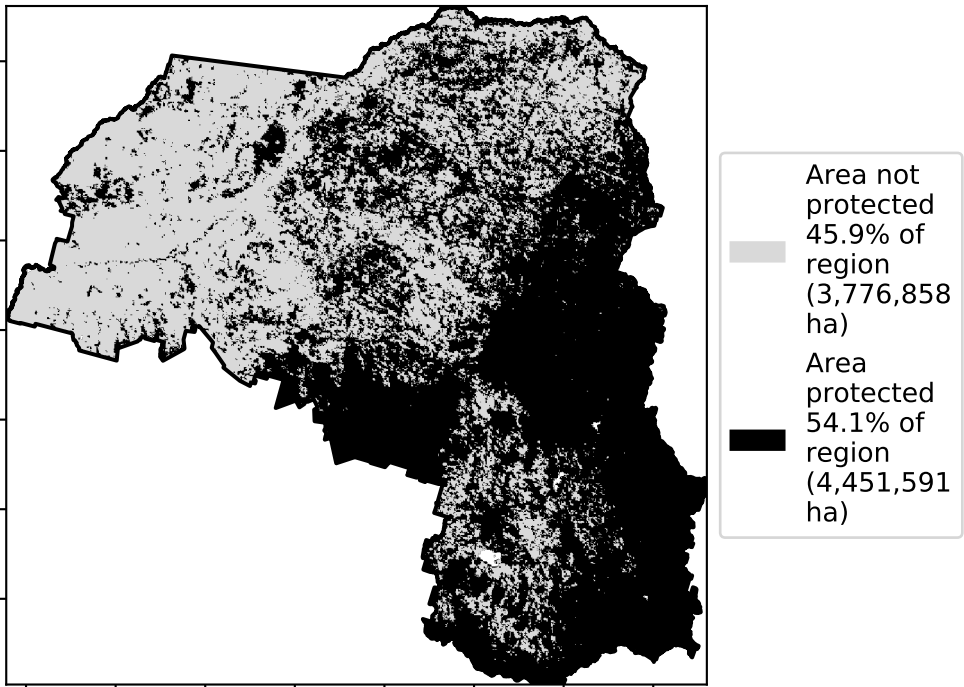 Area not
protected
45.9% of
region
(3,776,858
ha)
Area
protected
54.1% of
region
(4,451,591
ha)